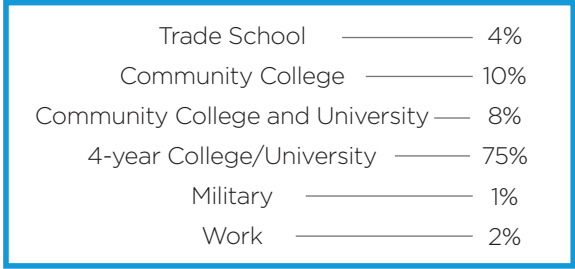 Trade School 4%
Community College 10%
Community College and University 8%
4-year College/University 75%
Military 1%
Work 2%